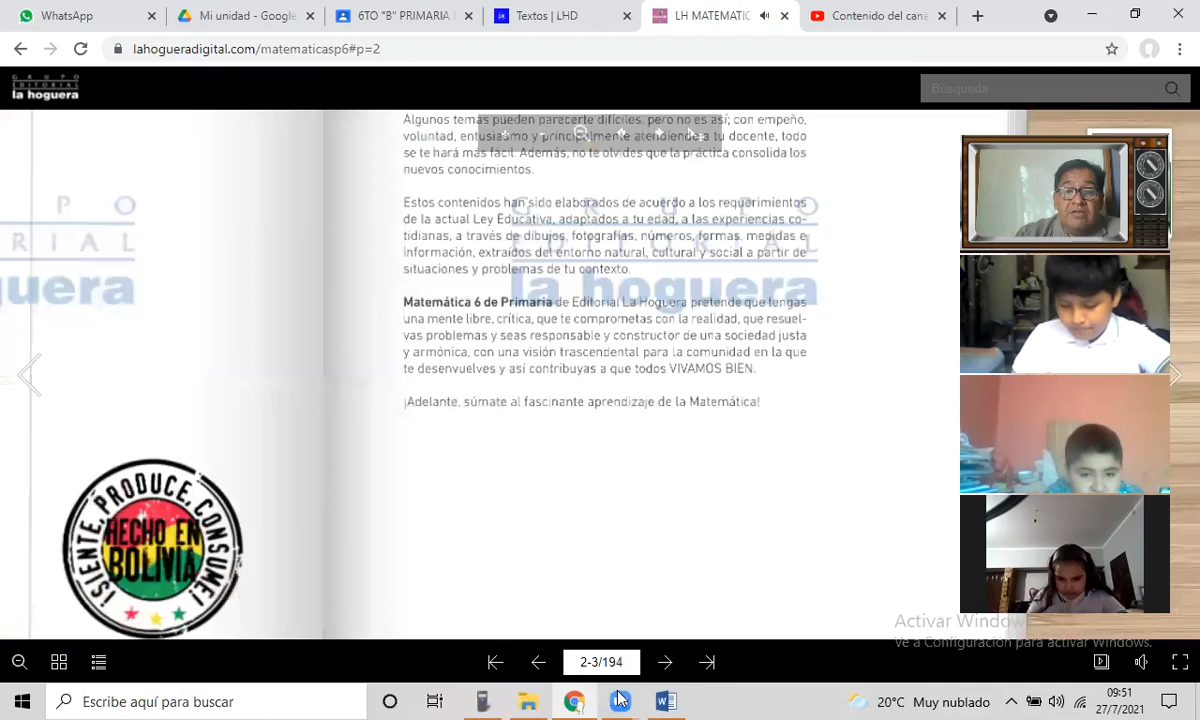 WhatsApp
Mi unidad - Google
6TO "B" PRIMARIA
Textos | LHD
LH MATEMATIC
Contenido del cana
lahogueradigital.com/matematicasp6#p=2
GRUPO
EDITORIAL
la hoguera
Búsqueda
Algunos temas pueden parecerte difíciles, pero no es así; con empeño,
voluntad, entusiasmo y principalmente atendiendo a tu docente, todo
se te hará más fácil. Además, no te olvides que la práctica consolida los
nuevos conocimientos.
Estos contenidos han sido elaborados de acuerdo a los requerimientos
de la actual Ley Educativa, adaptados a tu edad, a las experiencias co-
tidianas, a través de dibujos, fotografías, números, formas, medidas e
información, extraídos del entorno natural, cultural y social a partir de
situaciones y problemas de tu contexto.
Matemática 6 de Primaria de Editorial La Hoguera pretende que tengas
una mente libre, crítica, que te comprometas con la realidad, que resuel-
vas problemas y seas responsable y constructor de una sociedad justa
y armónica, con una visión trascendental para la comunidad en la que
te desenvuelves y así contribuyas a que todos VIVAMOS BIEN.
¡Adelante, súmate al fascinante aprendizaje de la Matemática!
P O
ORIAL
hoguera
GRUPO
EDITORIAL
la hoguera
¡SIENTE, PRODUCE, CONSUME!
HECHO EN
BOLIVIA
Activar Window
Ve a Configuración para activar Windows.
2-3/194
Escribe aquí para buscar
20°C Muy nublado
09:51
27/7/2021